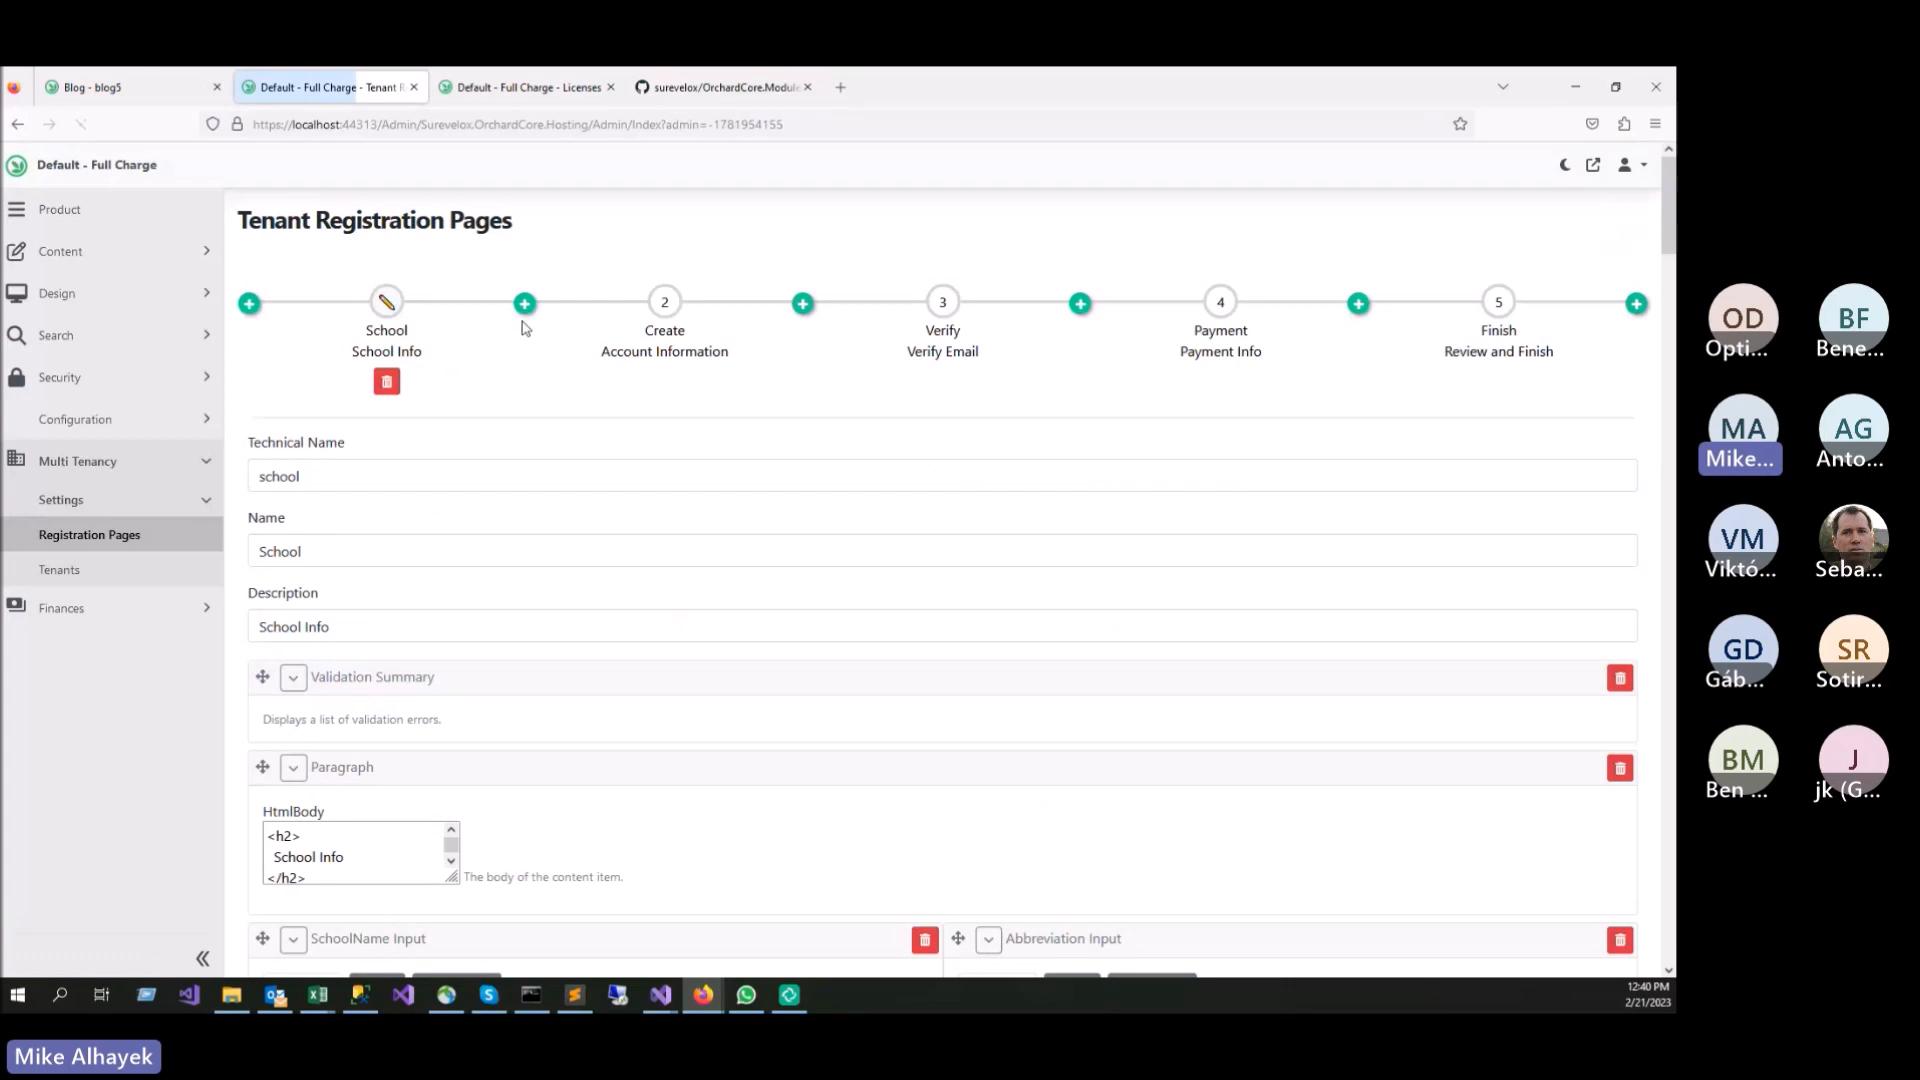 Blog - blog5
Default - Full Charge - Tenant R
Default - Full Charge - Licenses
surevelox/OrchardCore.Module
https://localhost:44313/Admin/Surevelox.OrchardCore.Hosting/Admin/Index?admin=-1781954155
Default - Full Charge
Product
Content
Design
Search
Security
Configuration
Multi Tenancy
Settings
Registration Pages
Tenants
Finances
Tenant Registration Pages
School
School Info
2
Create
Account Information
3
Verify
Verify Email
4
Payment
Payment Info
5
Finish
Review and Finish
Technical Name
school
Name
School
Description
School Info
Validation Summary
Displays a list of validation errors.
Paragraph
HtmlBody
<h2>
School Info
</h2>
The body of the content item.
SchoolName Input
Abbreviation Input
12:40 PM
2/21/2023
OD
Opti...
BF
Bene...
MA
Mike...
AG
Anto...
VM
Viktó...
Seba...
GD
Gáb...
SR
Sotir...
BM
Ben ...
J
jk (G...
Mike Alhayek